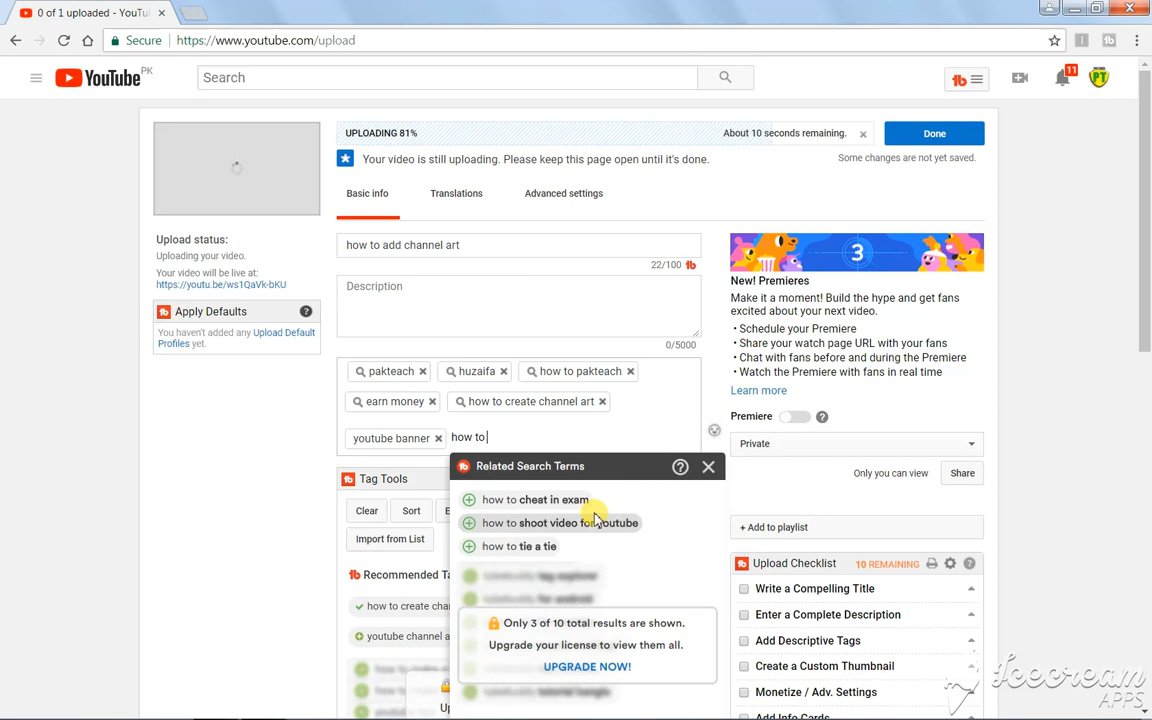 0 of 1 uploaded - YouTu
Secure
https://www.youtube.com/upload
YouTube PK
Search
11
PT
UPLOADING 81%
About 10 seconds remaining.
Done
Your video is still uploading. Please keep this page open until it's done.
Some changes are not yet saved.
Basic info
Translations
Advanced settings
Upload status:
Uploading your video.
Your video will be live at:
https://youtu.be/ws1QaVk-bKU
Apply Defaults
You haven't added any Upload Default
Profiles yet.
how to add channel art
22/100
Description
0/5000
pakteach
huzaifa
how to pakteach
earn money
how to create channel art
youtube banner
how to
3
New! Premieres
Make it a moment! Build the hype and get fans
excited about your next video.
• Schedule your Premiere
• Share your watch page URL with your fans
• Chat with fans before and during the Premiere
• Watch the Premiere with fans in real time
Learn more
Premiere
Private
Only you can view
Share
+ Add to playlist
Tag Tools
Clear
Sort
E
Import from List
Recommended Ta
how to create chan
youtube channel a
Up
Related Search Terms
how to cheat in exam
how to shoot video for youtube
how to tie a tie
Only 3 of 10 total results are shown.
Upgrade your license to view them all.
UPGRADE NOW!
Upload Checklist
10 REMAINING
Write a Compelling Title
Enter a Complete Description
Add Descriptive Tags
Create a Custom Thumbnail
Monetize / Adv. Settings
Add Info Cards
Icecream
APPS